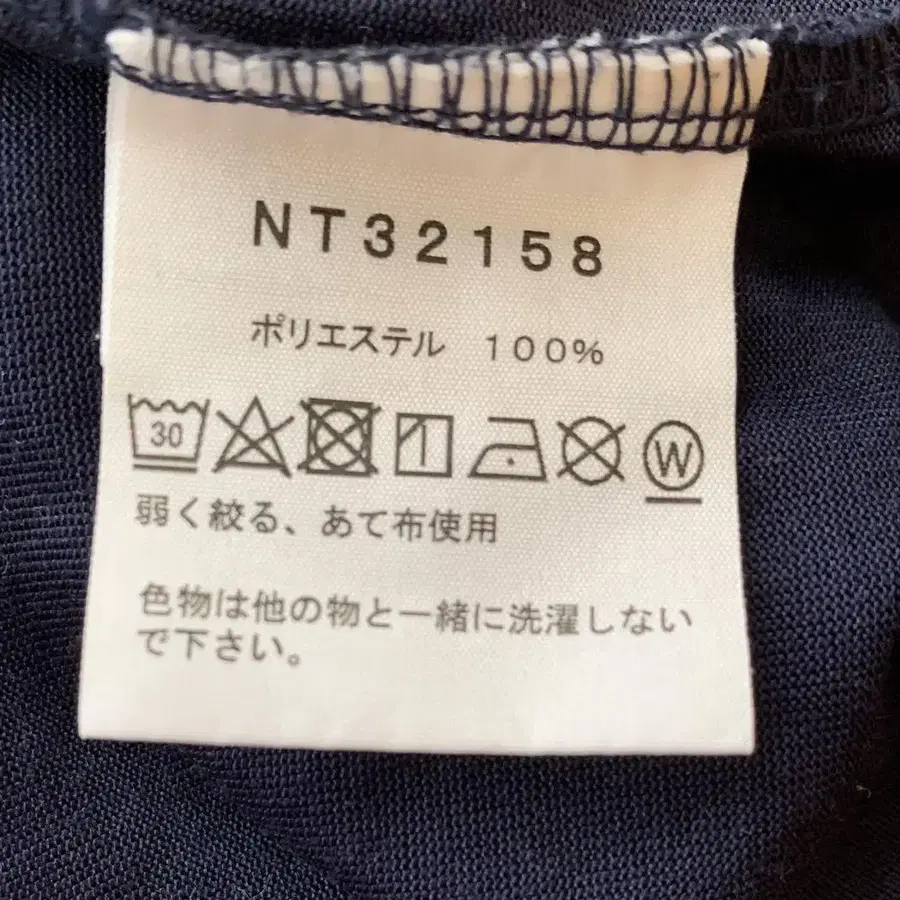 NT32158
ポリエステル 100%
30 W
弱く絞る、あて布使用
色物は他の物と一緒に洗濯しない
で下さい。